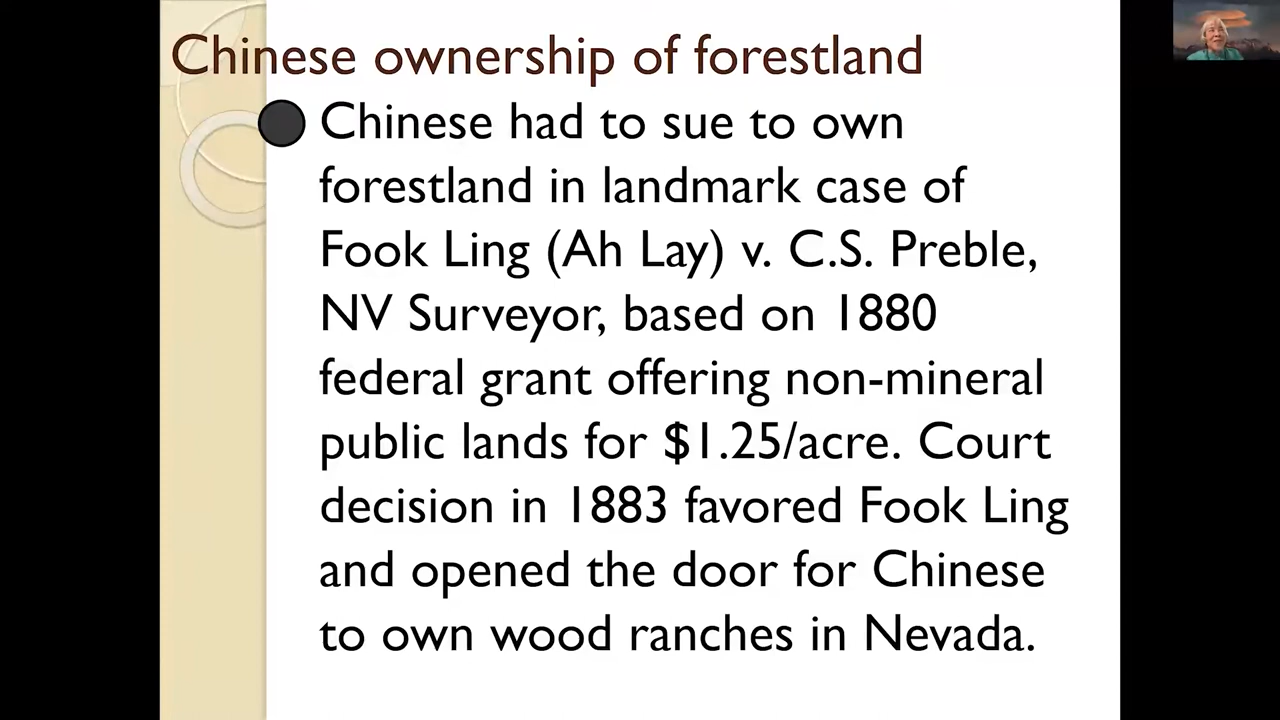 Chinese ownership of forestland
Chinese had to sue to own
forestland in landmark case of
Fook Ling (Ah Lay) v. C.S. Preble,
NV Surveyor, based on 1880
federal grant offering non-mineral
public lands for $1.25/acre. Court
decision in 1883 favored Fook Ling
and opened the door for Chinese
to own wood ranches in Nevada.